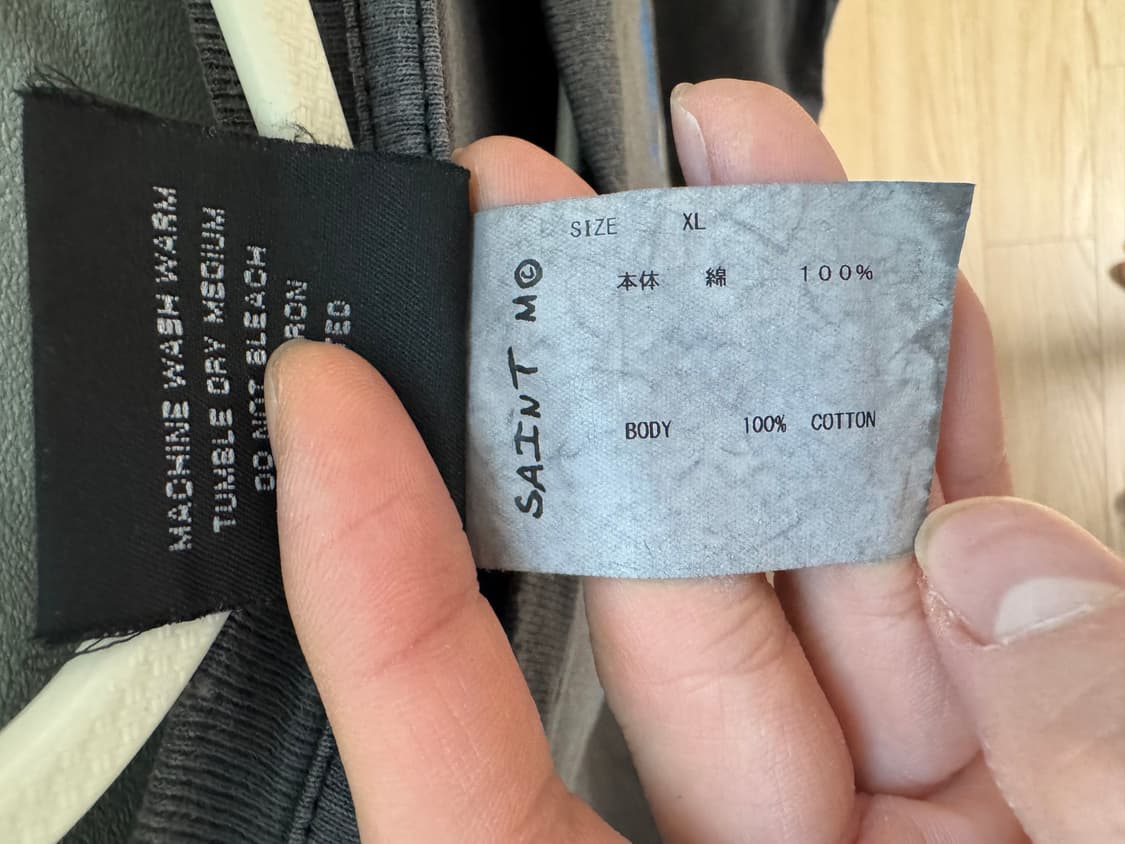 MACHINE WASH WARM
TUMBLE DRY MEDIUM
DO NOT BLEACH
SAINT M©
SIZE XL
本体 綿 100%
BODY 100% COTTON